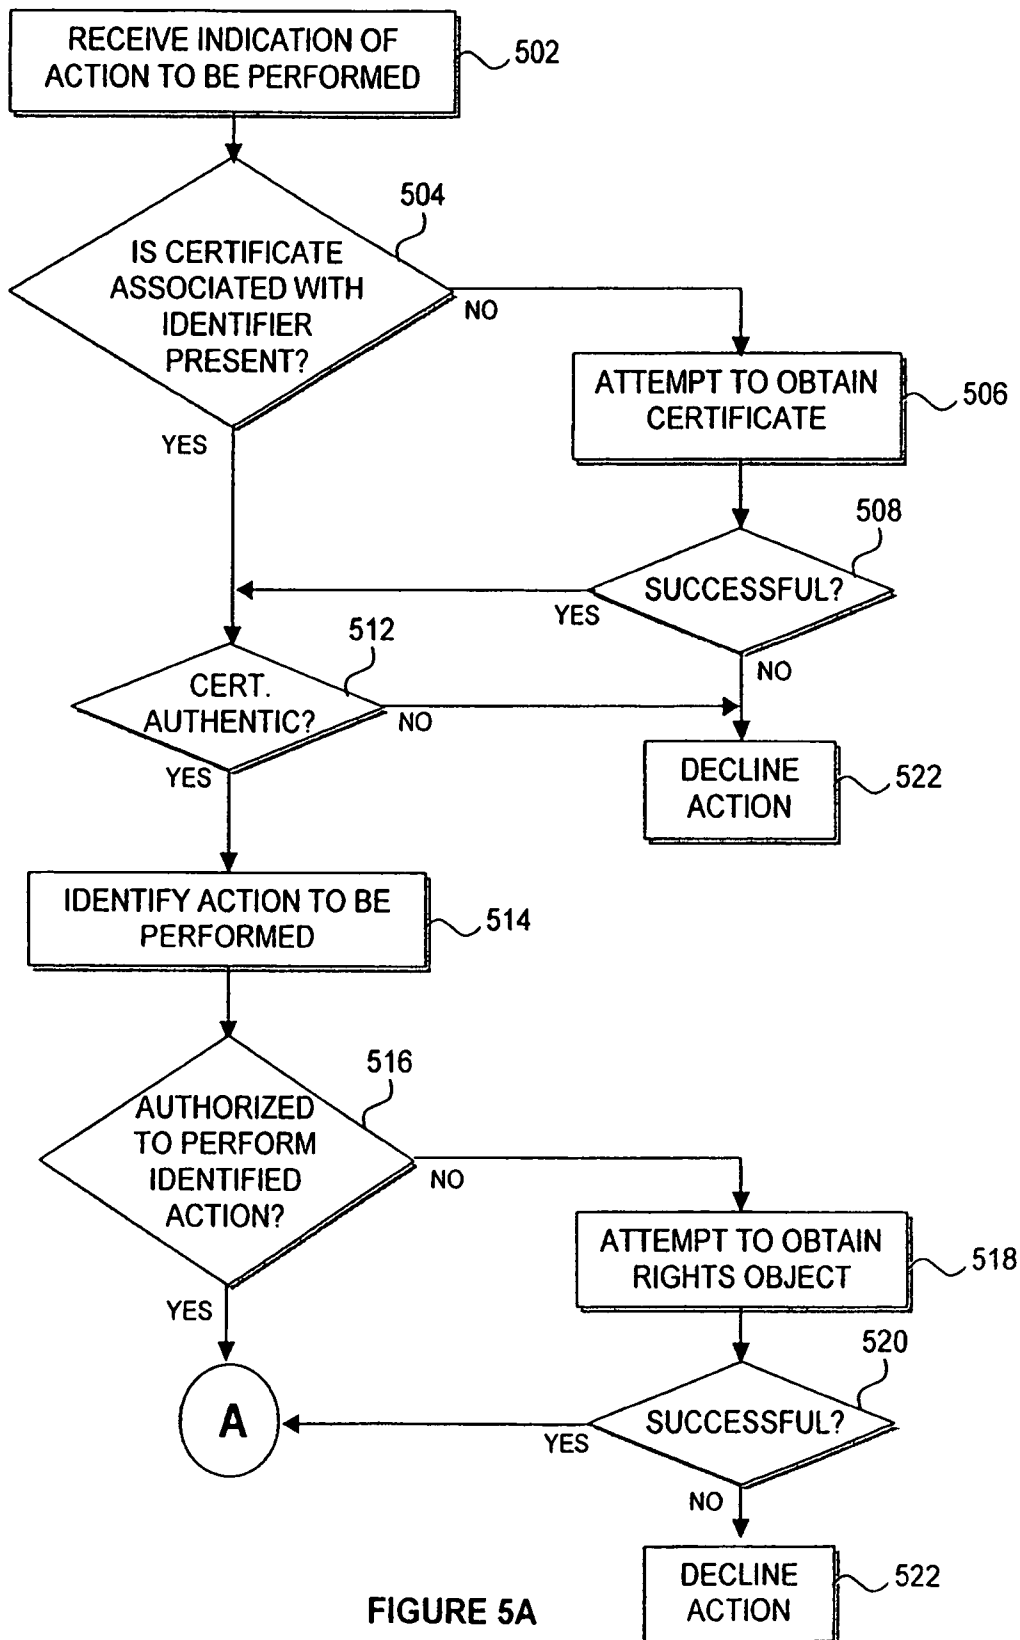 RECEIVE INDICATION OF
ACTION TO BE PERFORMED
502
504
IS CERTIFICATE
ASSOCIATED WITH
IDENTIFIER
PRESENT?
NO
YES
ATTEMPT TO OBTAIN
CERTIFICATE
506
508
SUCCESSFUL?
YES
NO
512
CERT.
AUTHENTIC?
NO
YES
DECLINE
ACTION
522
IDENTIFY ACTION TO BE
PERFORMED
514
516
AUTHORIZED
TO PERFORM
IDENTIFIED
ACTION?
NO
YES
ATTEMPT TO OBTAIN
RIGHTS OBJECT
518
520
SUCCESSFUL?
YES
NO
A
DECLINE
ACTION
522
FIGURE 5A